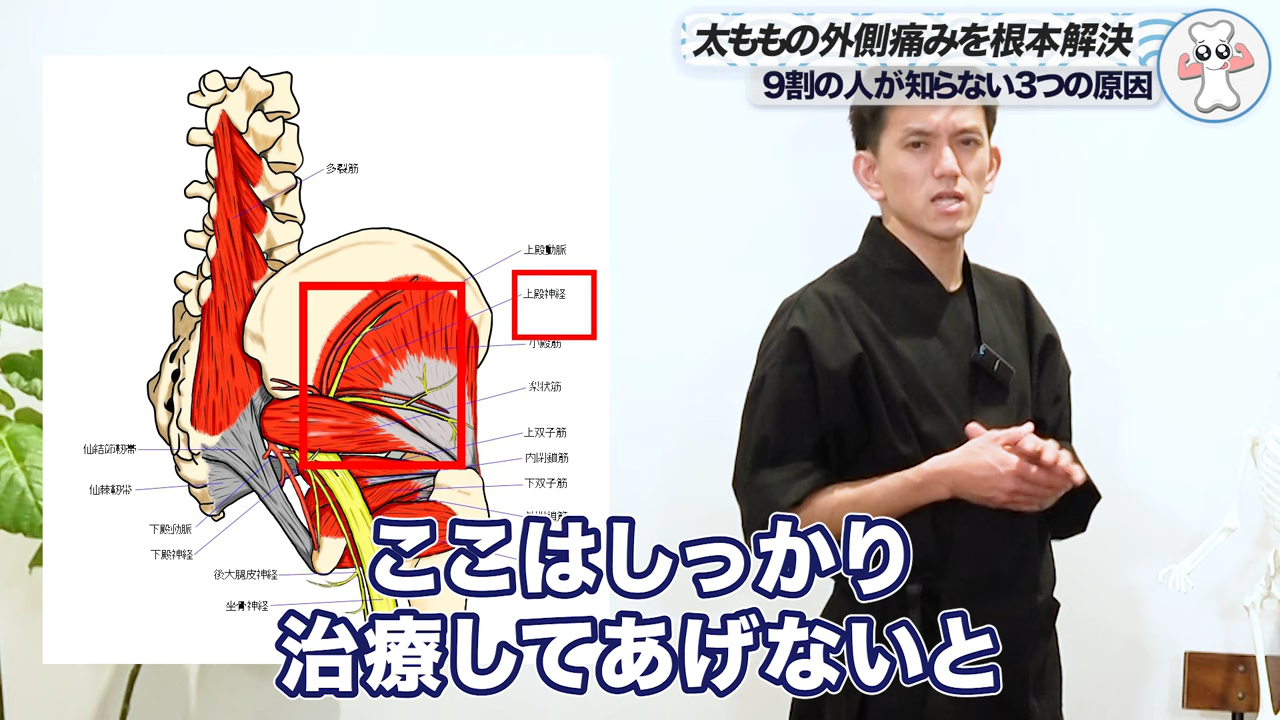 太ももの外側痛みを根本解決
9割の人が知らない3つの原因
多裂筋
上殿動脈
上殿神経
小殿筋
梨状筋
上双子筋
内閉鎖筋
下双子筋
仙結節靭帯
仙棘靭帯
下殿動脈
下殿神経
後大腿皮神経
坐骨神経
ここはしっかり
治療してあげないと